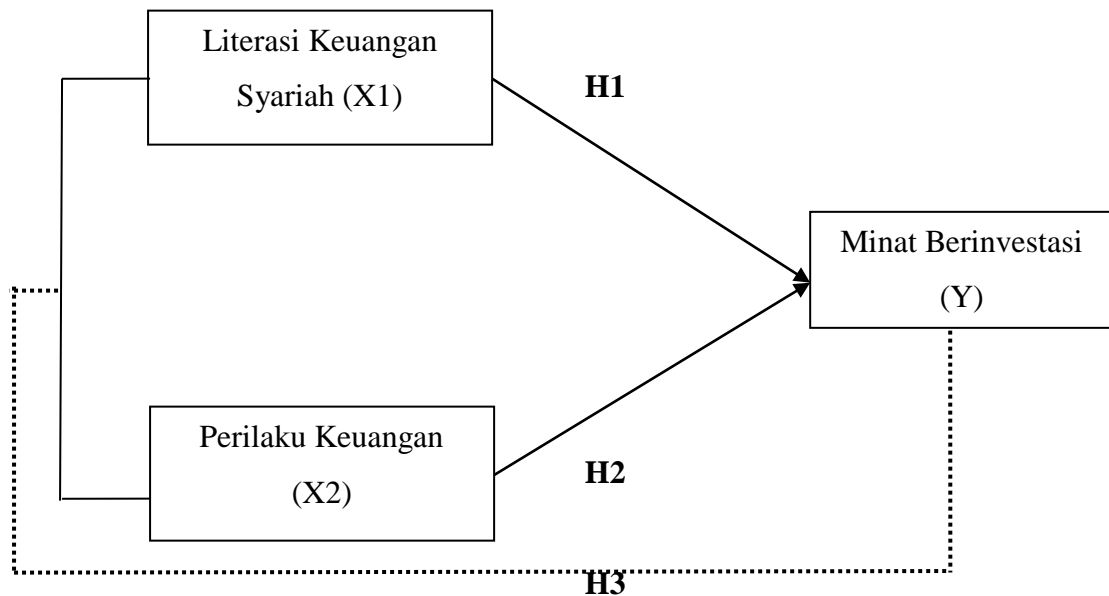 Literasi Keuangan
Syariah (X1)
H1
Minat Berinvestasi
(Y)
Perilaku Keuangan
(X2)
H2
H3